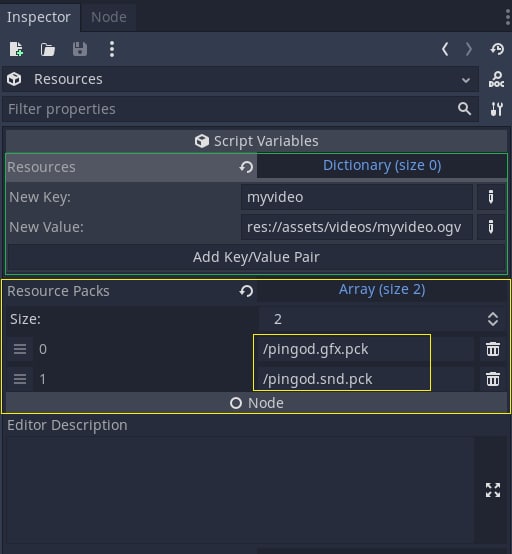 Inspector Node
DOC
Resources
Filter properties
Script Variables
Resources Dictionary (size 0)
New Key: myvideo
New Value: res://assets/videos/myvideo.ogv
Add Key/Value Pair
Resource Packs Array (size 2)
Size: 2
0 /pingod.gfx.pck
1 /pingod.snd.pck
Node
Editor Description